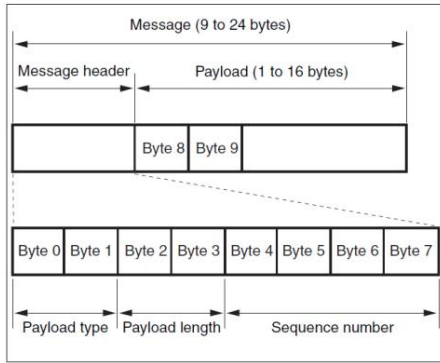 Message (9 to 24 bytes)
Message header Payload (1 to 16 bytes)
Byte 8 Byte 9
Byte 0 Byte 1 Byte 2 Byte 3 Byte 4 Byte 5 Byte 6 Byte 7
Payload type Payload length Sequence number